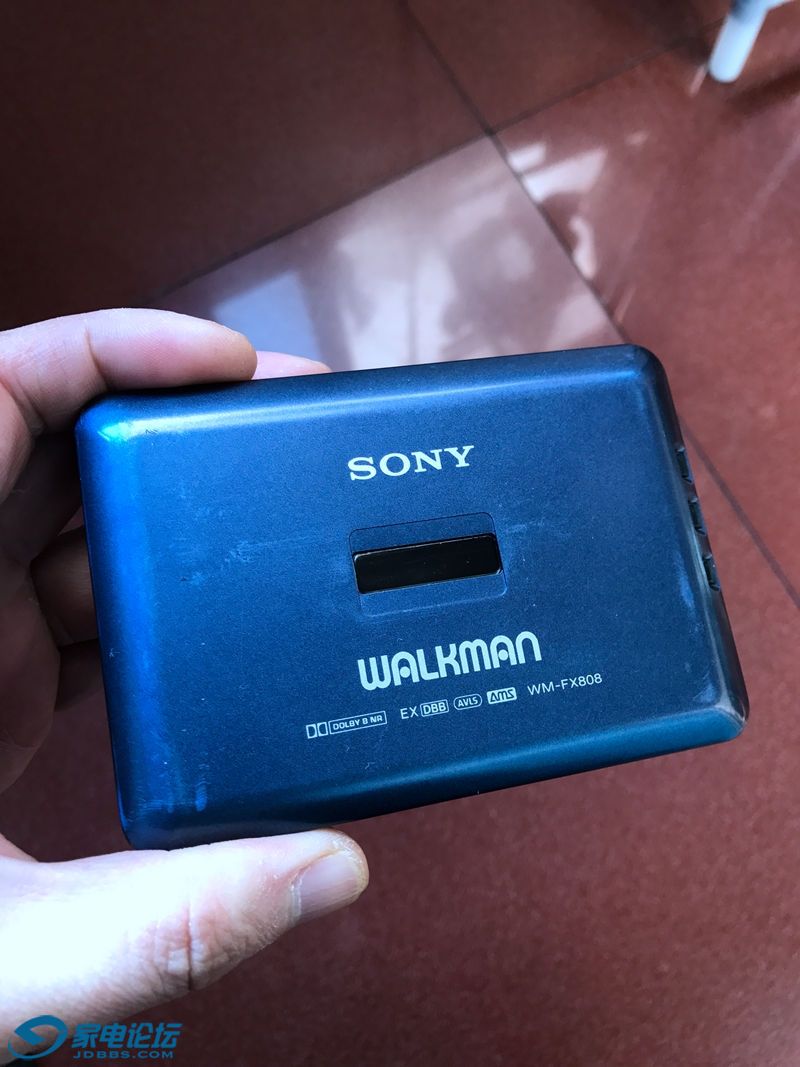 SONY
WALKMAN
DOLBY B NR EX DBB AVLS AMS WM-FX808
家电论坛
JDBBS.COM